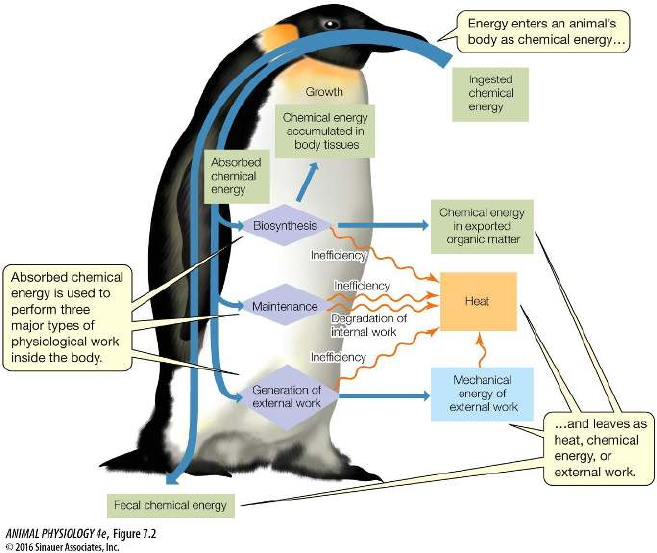 Energy enters an animal's
body as chemical energy…
Ingested
chemical
energy
Growth
Chemical energy
accumulated in
body tissues
Absorbed
chemical
energy
Biosynthesis
Chemical energy
in exported
organic matter
Inefficiency
Absorbed chemical
energy is used to
perform three
major types of
physiological work
inside the body.
Maintenance
Inefficiency
Heat
Degradation of
internal work
Inefficiency
Generation of
external work
Mechanical
energy of
external work
…and leaves as
heat, chemical
energy, or
external work.
Fecal chemical energy
ANIMAL PHYSIOLOGY 4e, Figure 7.2
© 2016 Sinauer Associates, Inc.